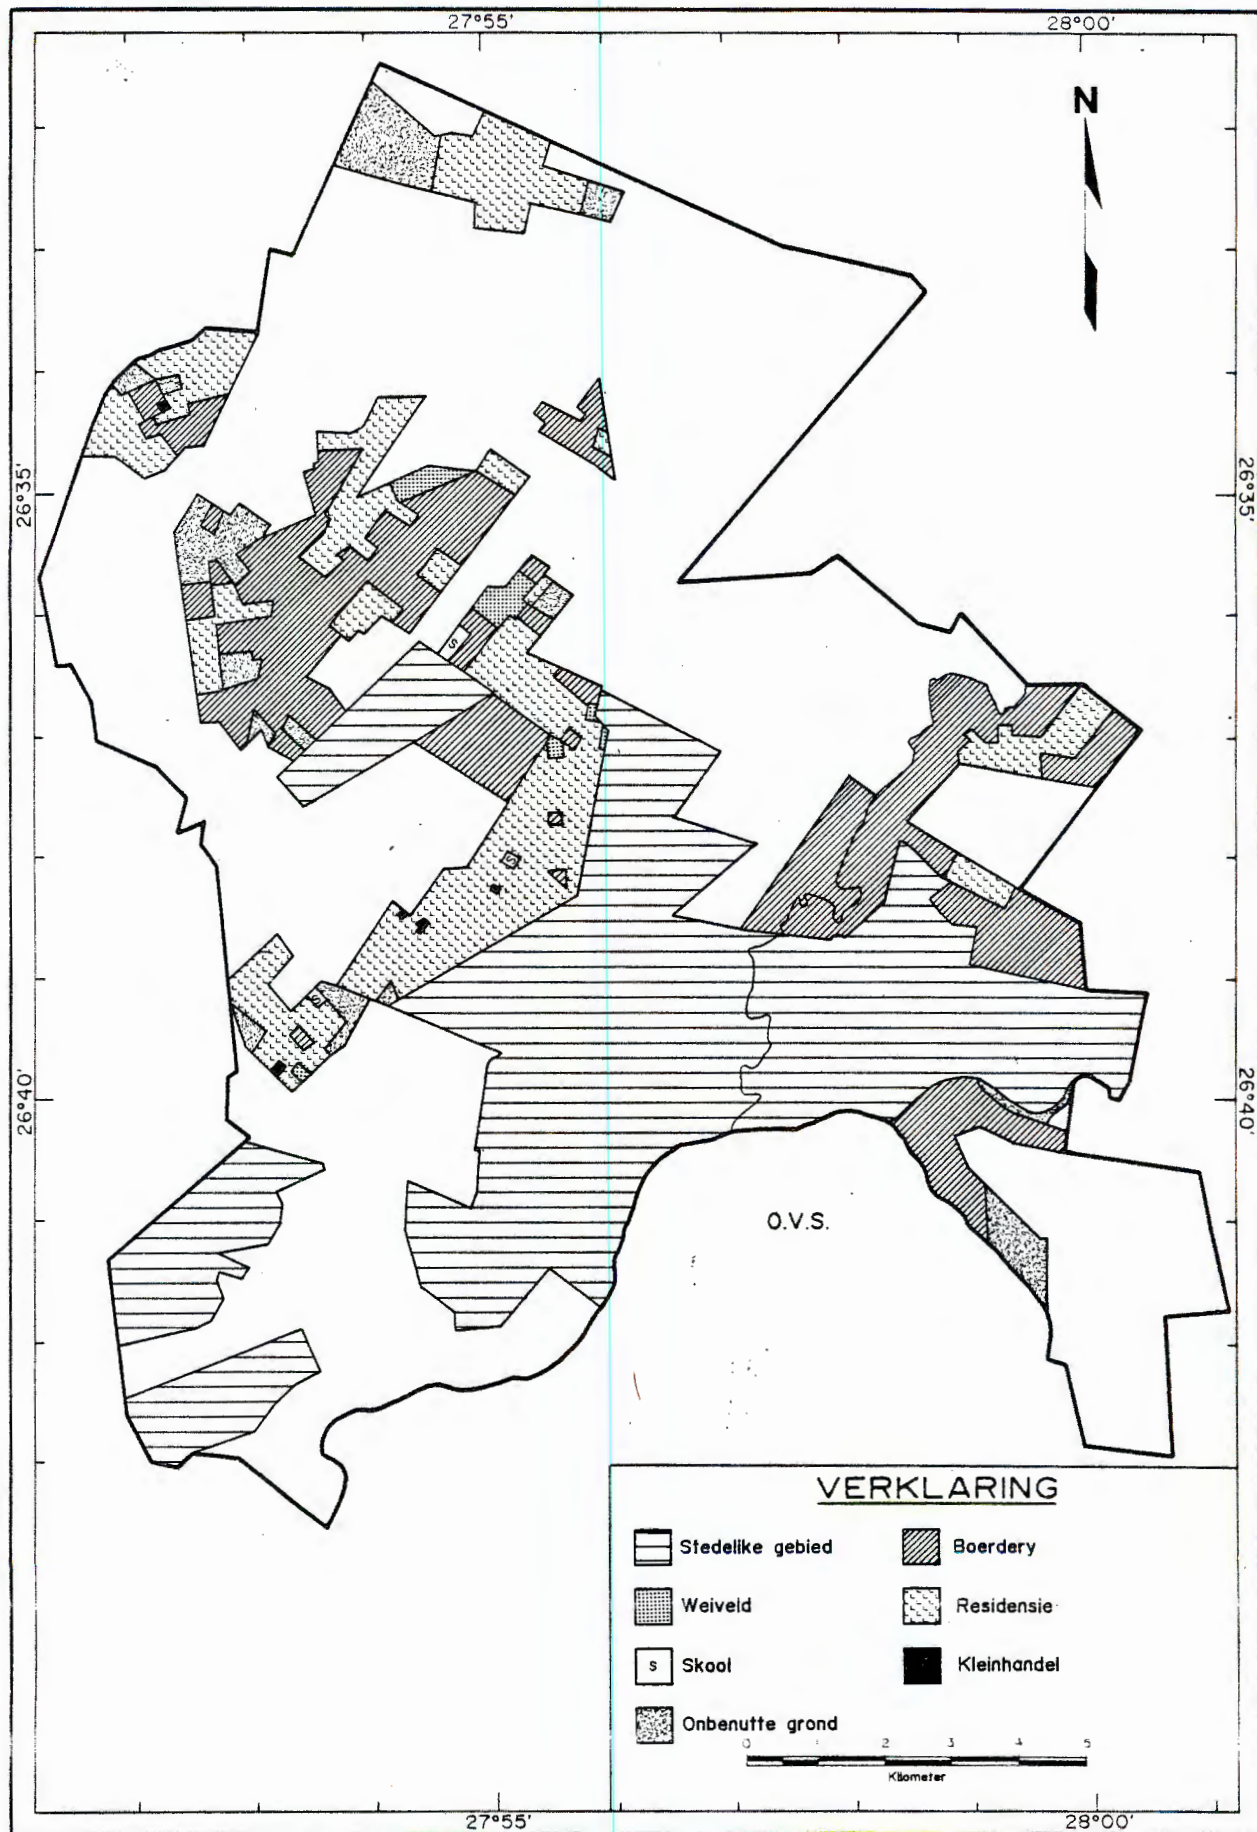 27°55'
28°00'
N
26°35'
26°35'
S
S
S
26°40'
26°40'
O.V.S.
VERKLARING
Stedelike gebied
Boerdery
Weiveld
Residensie
S
Skool
Kleinhandel
Onbenutte grond
0 1 2 3 4 5
Kilometer
27°55'
28°00'